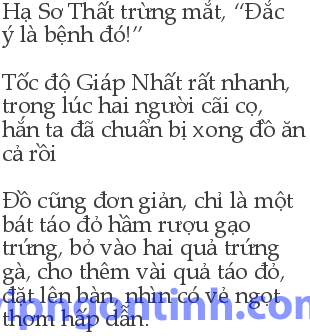 Hạ Sơ Thất trừng mắt, “Đắc
ý là bệnh đó!”
Tốc độ Giáp Nhất rất nhanh,
trong lúc hai người cãi cọ,
hắn ta đã chuẩn bị xong đồ ăn
cả rồi
Đồ cũng đơn giản, chỉ là một
bát táo đỏ hầm rượu gạo
trứng, bỏ vào hai quả trứng
gà, cho thêm vài quả táo đỏ,
đặt lên bàn, nhìn có vẻ ngọt
thơm hấp dẫn.
vipngontinh.com